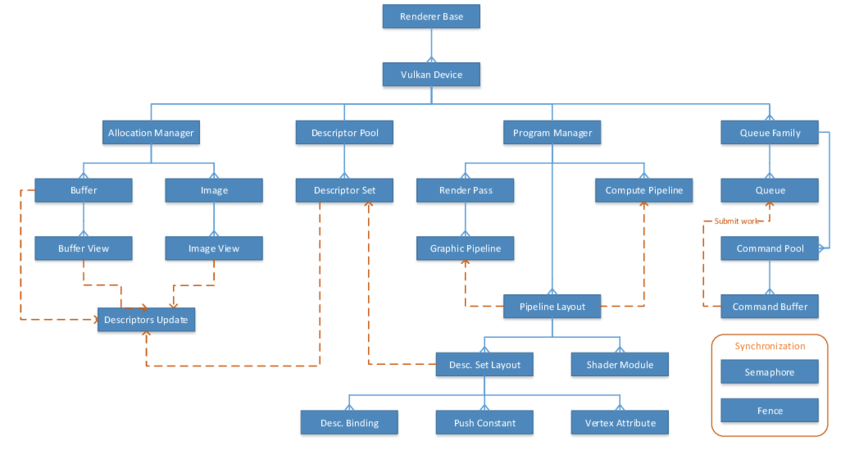 Renderer Base
Vulkan Device
Allocation Manager
Descriptor Pool
Program Manager
Queue Family
Buffer
Image
Descriptor Set
Render Pass
Compute Pipeline
Queue
Submit work
Buffer View
Image View
Graphic Pipeline
Command Pool
Descriptors Update
Pipeline Layout
Command Buffer
Synchronization
Desc. Set Layout
Shader Module
Semaphore
Fence
Desc. Binding
Push Constant
Vertex Attribute